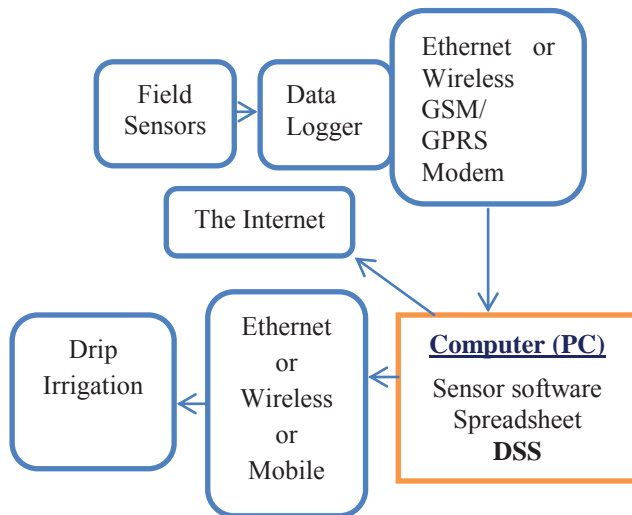 Field
Sensors
Data
Logger
Ethernet or
Wireless
GSM/
GPRS
Modem
The Internet
Computer (PC)
Sensor software
Spreadsheet
DSS
Ethernet
or
Wireless
or
Mobile
Drip
Irrigation